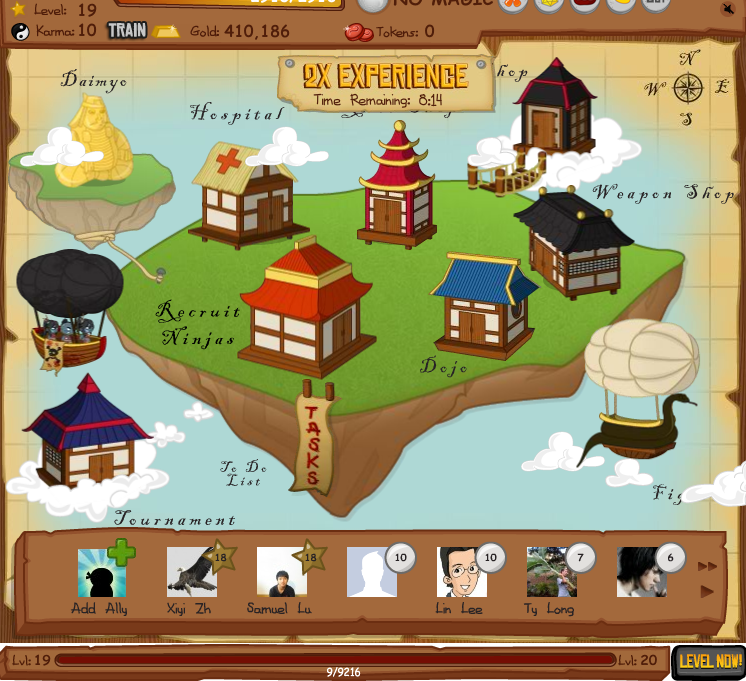 Level: 19
NO MAGIC
Karma: 10 TRAIN Gold: 410,186 Tokens: 0
Daimyo
2X EXPERIENCE
Time Remaining: 8:14
Hospital
hop
N
W E
S
Weapon Shop
Recruit
Ninjas
Dojo
TASKS
To Do
List
Fig
Tournament
18
18
10
10
7
6
Add Ally
Xiyi Zh
Samuel Lu
Lin Lee
Ty Long
Lvl: 19
Lvl: 20
LEVEL NOW!
9/9216